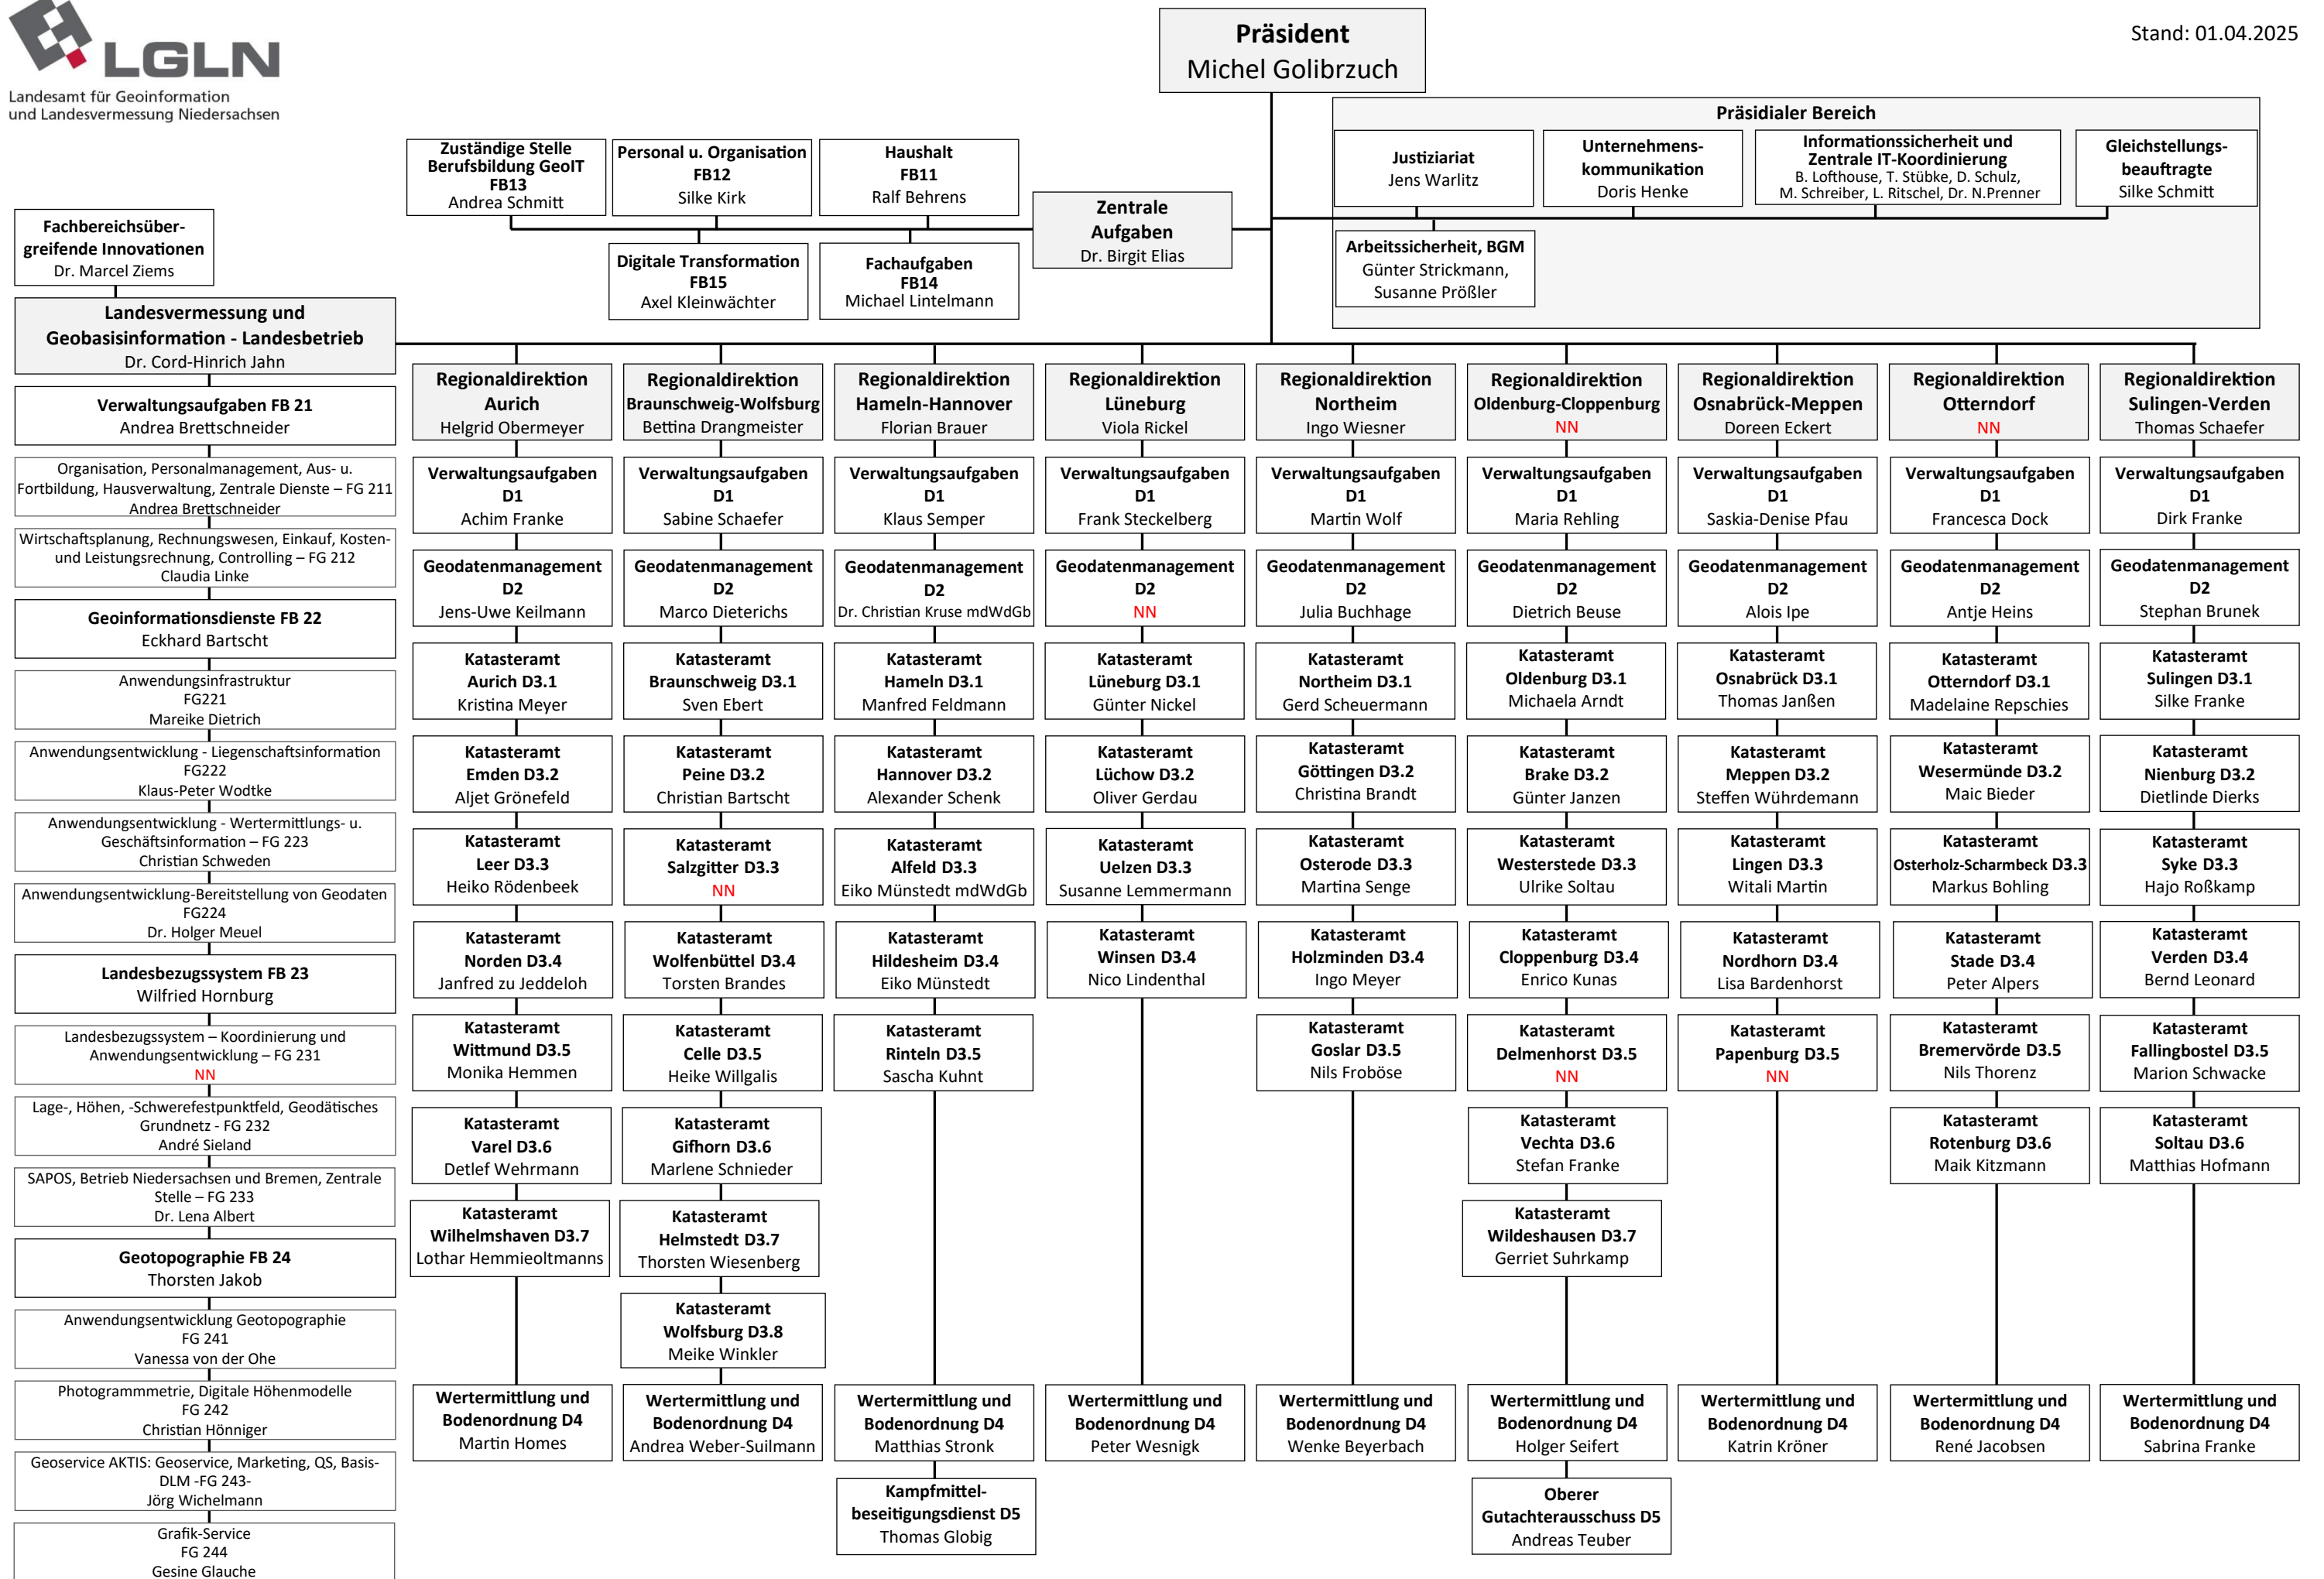 LGLN
Landesamt für Geoinformation
und Landesvermessung Niedersachsen
Präsident
Michel Golibrzuch
Stand: 01.04.2025
Präsidialer Bereich
Justiziariat
Jens Warlitz
Unternehmens-
kommunikation
Doris Henke
Informationssicherheit und
Zentrale IT-Koordinierung
B. Lofthouse, T. Stübke, D. Schulz,
M. Schreiber, L. Ritschel, Dr. N.Prenner
Gleichstellungs-
beauftragte
Silke Schmitt
Arbeitssicherheit, BGM
Günter Strickmann,
Susanne Prößler
Zuständige Stelle
Berufsbildung GeoIT
FB13
Andrea Schmitt
Personal u. Organisation
FB12
Silke Kirk
Haushalt
FB11
Ralf Behrens
Zentrale
Aufgaben
Dr. Birgit Elias
Digitale Transformation
FB15
Axel Kleinwächter
Fachaufgaben
FB14
Michael Lintelmann
Fachbereichsüber-
greifende Innovationen
Dr. Marcel Ziems
Landesvermessung und
Geobasisinformation - Landesbetrieb
Dr. Cord-Hinrich Jahn
Verwaltungsaufgaben FB 21
Andrea Brettschneider
Organisation, Personalmanagement, Aus- u.
Fortbildung, Hausverwaltung, Zentrale Dienste – FG 211
Andrea Brettschneider
Wirtschaftsplanung, Rechnungswesen, Einkauf, Kosten-
und Leistungsrechnung, Controlling – FG 212
Claudia Linke
Geoinformationsdienste FB 22
Eckhard Bartscht
Anwendungsinfrastruktur
FG221
Mareike Dietrich
Anwendungsentwicklung - Liegenschaftsinformation
FG222
Klaus-Peter Wodtke
Anwendungsentwicklung - Wertermittlungs- u.
Geschäftsinformation – FG 223
Christian Schweden
Anwendungsentwicklung-Bereitstellung von Geodaten
FG224
Dr. Holger Meuel
Landesbezugssystem FB 23
Wilfried Hornburg
Landesbezugssystem – Koordinierung und
Anwendungsentwicklung – FG 231
NN
Lage-, Höhen, -Schwerefestpunktfeld, Geodätisches
Grundnetz - FG 232
André Sieland
SAPOS, Betrieb Niedersachsen und Bremen, Zentrale
Stelle – FG 233
Dr. Lena Albert
Geotopographie FB 24
Thorsten Jakob
Anwendungsentwicklung Geotopographie
FG 241
Vanessa von der Ohe
Photogrammmetrie, Digitale Höhenmodelle
FG 242
Christian Hönniger
Geoservice AKTIS: Geoservice, Marketing, QS, Basis-
DLM -FG 243-
Jörg Wichelmann
Grafik-Service
FG 244
Gesine Glauche
Regionaldirektion
Aurich
Helgrid Obermeyer
Verwaltungsaufgaben
D1
Achim Franke
Geodatenmanagement
D2
Jens-Uwe Keilmann
Katasteramt
Aurich D3.1
Kristina Meyer
Katasteramt
Emden D3.2
Aljet Grönefeld
Katasteramt
Leer D3.3
Heiko Rödenbeek
Katasteramt
Norden D3.4
Janfred zu Jeddeloh
Katasteramt
Wittmund D3.5
Monika Hemmen
Katasteramt
Varel D3.6
Detlef Wehrmann
Katasteramt
Wilhelmshaven D3.7
Lothar Hemmieoltmanns
Wertermittlung und
Bodenordnung D4
Martin Homes
Regionaldirektion
Braunschweig-Wolfsburg
Bettina Drangmeister
Verwaltungsaufgaben
D1
Sabine Schaefer
Geodatenmanagement
D2
Marco Dieterichs
Katasteramt
Braunschweig D3.1
Sven Ebert
Katasteramt
Peine D3.2
Christian Bartscht
Katasteramt
Salzgitter D3.3
NN
Katasteramt
Wolfenbüttel D3.4
Torsten Brandes
Katasteramt
Celle D3.5
Heike Willgalis
Katasteramt
Gifhorn D3.6
Marlene Schnieder
Katasteramt
Helmstedt D3.7
Thorsten Wiesenberg
Katasteramt
Wolfsburg D3.8
Meike Winkler
Wertermittlung und
Bodenordnung D4
Andrea Weber-Suilmann
Regionaldirektion
Hameln-Hannover
Florian Brauer
Verwaltungsaufgaben
D1
Klaus Semper
Geodatenmanagement
D2
Dr. Christian Kruse mdWdGb
Katasteramt
Hameln D3.1
Manfred Feldmann
Katasteramt
Hannover D3.2
Alexander Schenk
Katasteramt
Alfeld D3.3
Eiko Münstedt mdWdGb
Katasteramt
Hildesheim D3.4
Eiko Münstedt
Katasteramt
Rinteln D3.5
Sascha Kuhnt
Wertermittlung und
Bodenordnung D4
Matthias Stronk
Kampfmittel-
beseitigungsdienst D5
Thomas Globig
Regionaldirektion
Lüneburg
Viola Rickel
Verwaltungsaufgaben
D1
Frank Steckelberg
Geodatenmanagement
D2
NN
Katasteramt
Lüneburg D3.1
Günter Nickel
Katasteramt
Lüchow D3.2
Oliver Gerdau
Katasteramt
Uelzen D3.3
Susanne Lemmermann
Katasteramt
Winsen D3.4
Nico Lindenthal
Wertermittlung und
Bodenordnung D4
Peter Wesnigk
Regionaldirektion
Northeim
Ingo Wiesner
Verwaltungsaufgaben
D1
Martin Wolf
Geodatenmanagement
D2
Julia Buchhage
Katasteramt
Northeim D3.1
Gerd Scheuermann
Katasteramt
Göttingen D3.2
Christina Brandt
Katasteramt
Osterode D3.3
Martina Senge
Katasteramt
Holzminden D3.4
Ingo Meyer
Katasteramt
Goslar D3.5
Nils Froböse
Wertermittlung und
Bodenordnung D4
Wenke Beyerbach
Regionaldirektion
Oldenburg-Cloppenburg
NN
Verwaltungsaufgaben
D1
Maria Rehling
Geodatenmanagement
D2
Dietrich Beuse
Katasteramt
Oldenburg D3.1
Michaela Arndt
Katasteramt
Brake D3.2
Günter Janzen
Katasteramt
Westerstede D3.3
Ulrike Soltau
Katasteramt
Cloppenburg D3.4
Enrico Kunas
Katasteramt
Delmenhorst D3.5
NN
Katasteramt
Vechta D3.6
Stefan Franke
Katasteramt
Wildeshausen D3.7
Gerriet Suhrkamp
Wertermittlung und
Bodenordnung D4
Holger Seifert
Oberer
Gutachterausschuss D5
Andreas Teuber
Regionaldirektion
Osnabrück-Meppen
Doreen Eckert
Verwaltungsaufgaben
D1
Saskia-Denise Pfau
Geodatenmanagement
D2
Alois Ipe
Katasteramt
Osnabrück D3.1
Thomas Janßen
Katasteramt
Meppen D3.2
Steffen Wührdemann
Katasteramt
Lingen D3.3
Witali Martin
Katasteramt
Nordhorn D3.4
Lisa Bardenhorst
Katasteramt
Papenburg D3.5
NN
Wertermittlung und
Bodenordnung D4
Katrin Kröner
Regionaldirektion
Otterndorf
NN
Verwaltungsaufgaben
D1
Francesca Dock
Geodatenmanagement
D2
Antje Heins
Katasteramt
Otterndorf D3.1
Madelaine Repschies
Katasteramt
Wesermünde D3.2
Maic Bieder
Katasteramt
Osterholz-Scharmbeck D3.3
Markus Bohling
Katasteramt
Stade D3.4
Peter Alpers
Katasteramt
Bremervörde D3.5
Nils Thorenz
Katasteramt
Rotenburg D3.6
Maik Kitzmann
Wertermittlung und
Bodenordnung D4
René Jacobsen
Regionaldirektion
Sulingen-Verden
Thomas Schaefer
Verwaltungsaufgaben
D1
Dirk Franke
Geodatenmanagement
D2
Stephan Brunek
Katasteramt
Sulingen D3.1
Silke Franke
Katasteramt
Nienburg D3.2
Dietlinde Dierks
Katasteramt
Syke D3.3
Hajo Roßkamp
Katasteramt
Verden D3.4
Bernd Leonard
Katasteramt
Fallingbostel D3.5
Marion Schwacke
Katasteramt
Soltau D3.6
Matthias Hofmann
Wertermittlung und
Bodenordnung D4
Sabrina Franke